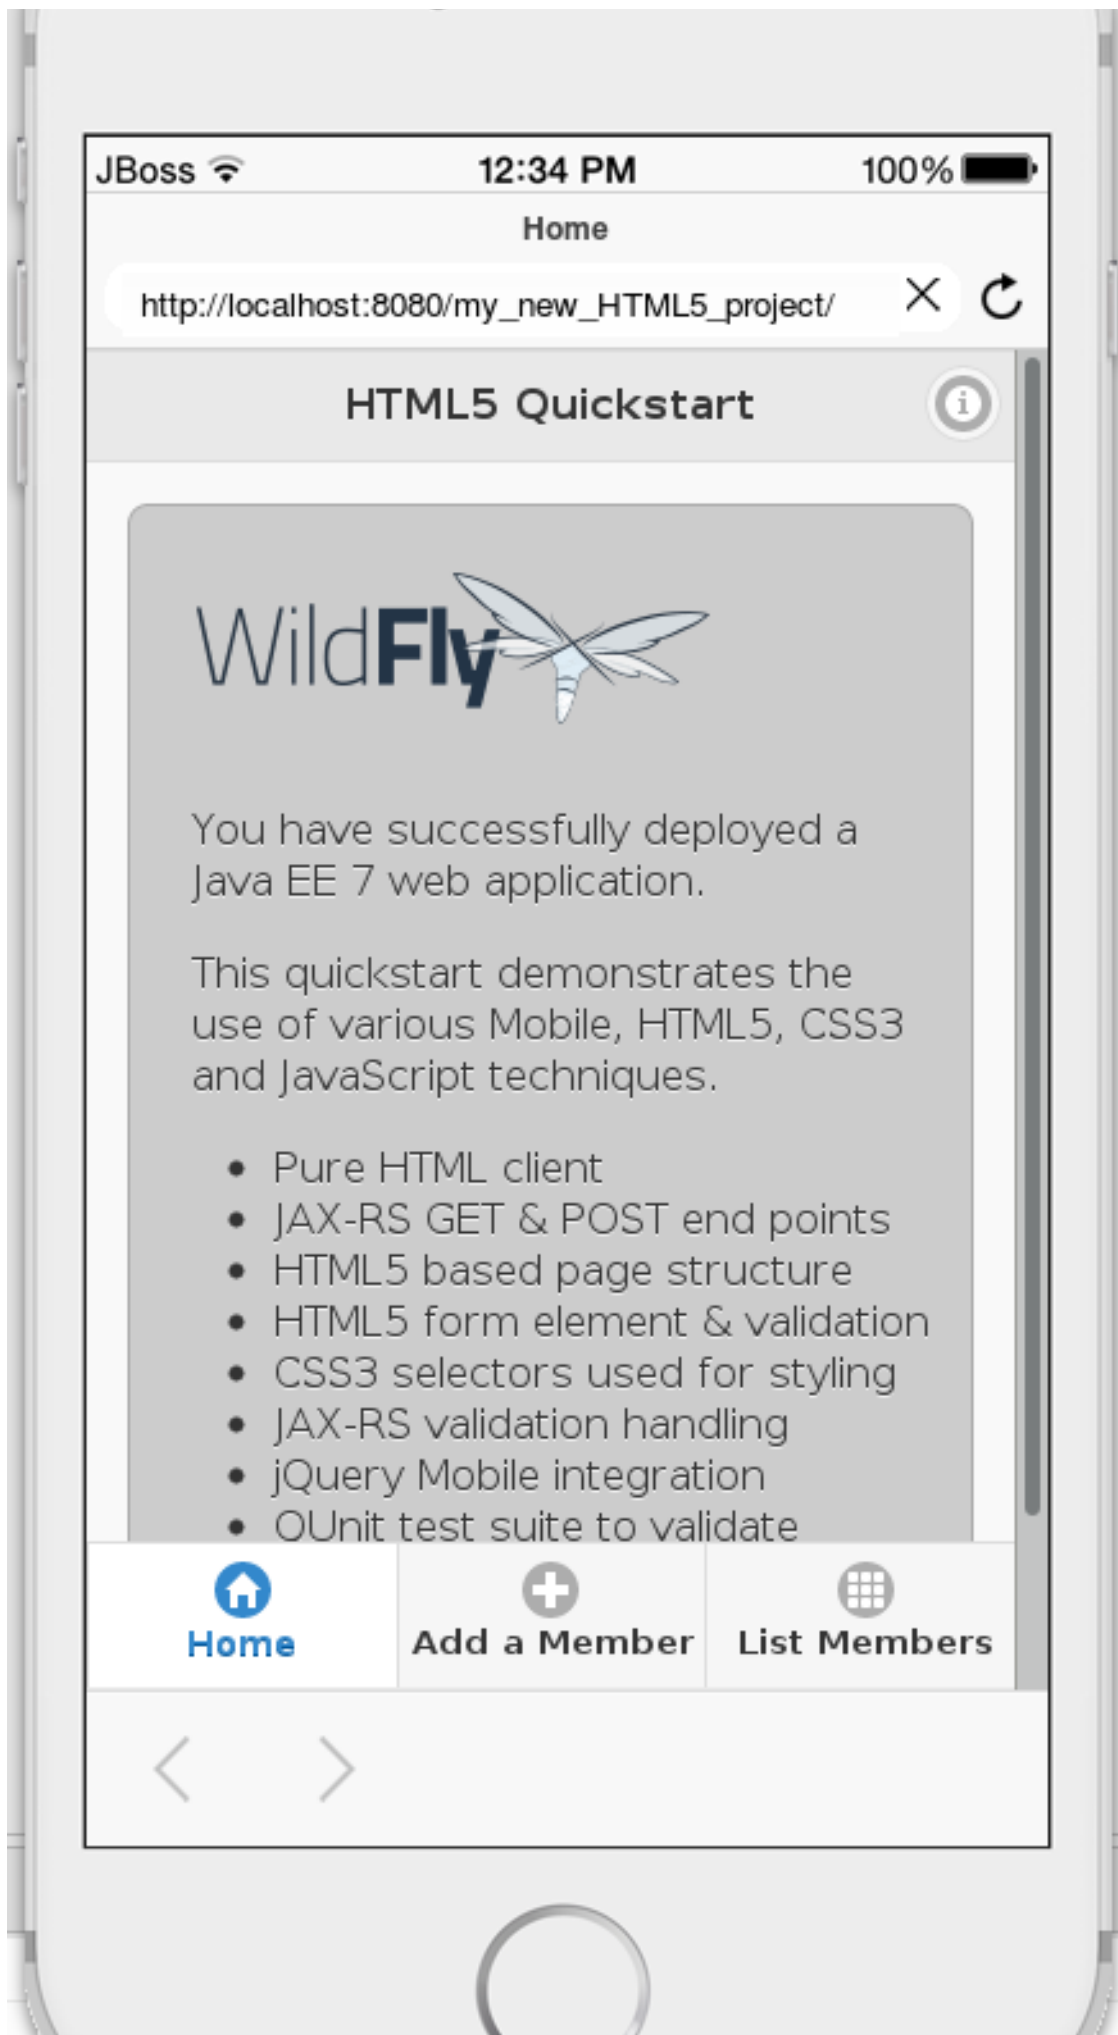 JBoss 12:34 PM 100%
Home
http://localhost:8080/my_new_HTML5_project/
HTML5 Quickstart
WildFly
You have successfully deployed a
Java EE 7 web application.
This quickstart demonstrates the
use of various Mobile, HTML5, CSS3
and JavaScript techniques.
• Pure HTML client
• JAX-RS GET & POST end points
• HTML5 based page structure
• HTML5 form element & validation
• CSS3 selectors used for styling
• JAX-RS validation handling
• jQuery Mobile integration
• QUnit test suite to validate
Home Add a Member List Members